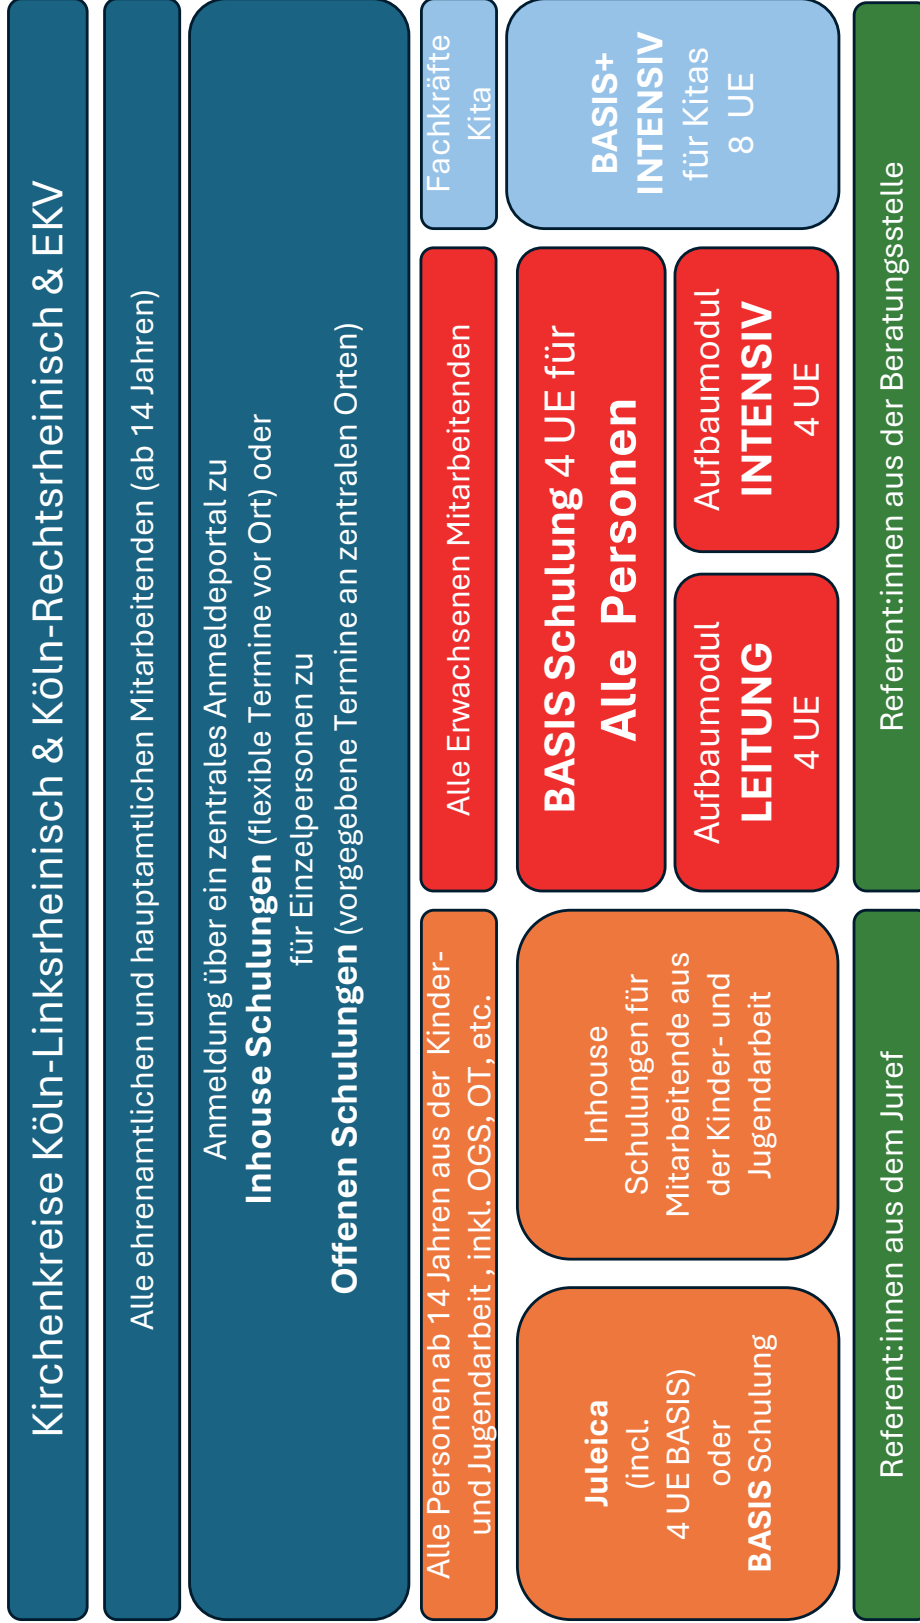 Kirchenkreise Köln-Linksrheinisch & Köln-Rechtsrheinisch & EKV
Alle ehrenamtlichen und hauptamtlichen Mitarbeitenden (ab 14 Jahren)
Anmeldung über ein zentrales Anmeldeportal zu
Inhouse Schulungen (flexible Termine vor Ort) oder
für Einzelpersonen zu
Offenen Schulungen (vorgegebene Termine an zentralen Orten)
Alle Personen ab 14 Jahren aus der Kinder-
und Jugendarbeit , inkl. OGS, OT, etc.
Alle Erwachsenen Mitarbeitenden
Fachkräfte
Kita
Juleica
(incl.
4 UE BASIS)
oder
BASIS Schulung
Inhouse
Schulungen für
Mitarbeitende aus
der Kinder- und
Jugendarbeit
BASIS Schulung 4 UE für
Alle Personen
Aufbaumodul
LEITUNG
4 UE
Aufbaumodul
INTENSIV
4 UE
BASIS+
INTENSIV
für Kitas
8 UE
Referent:innen aus dem Juref
Referent:innen aus der Beratungsstelle